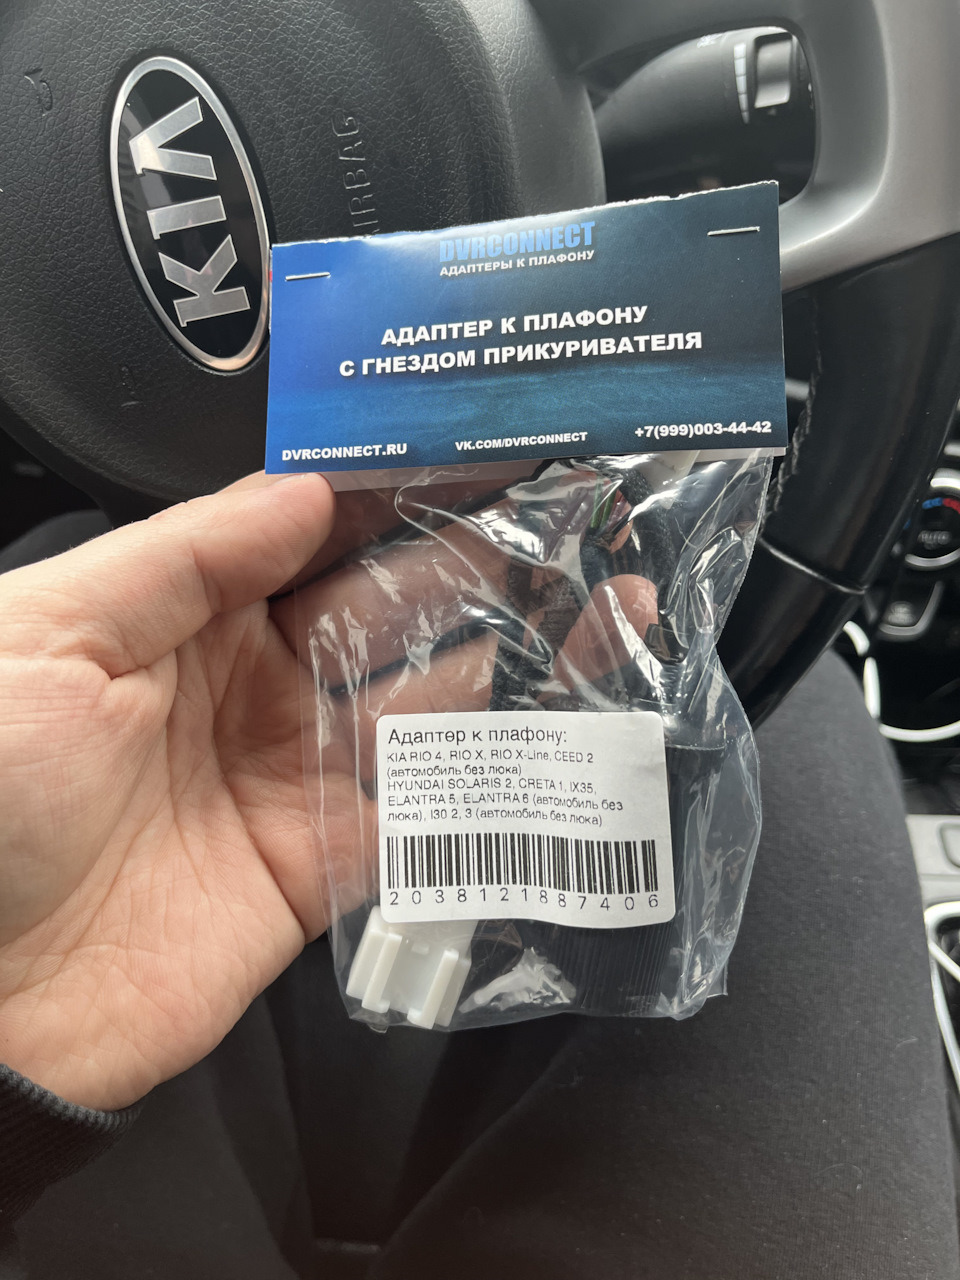 KIA
AIRBAG
DVRCONNECT
АДАПТЕРЫ К ПЛАФОНУ
АДАПТЕР К ПЛАФОНУ
С ГНЕЗДОМ ПРИКУРИВАТЕЛЯ
DVRCONNECT.RU VK.COM/DVRCONNECT +7(999)003-44-42
Адаптер к плафону:
KIA RIO 4, RIO X, RIO X-Line, CEED 2
(автомобиль без люка)
HYUNDAI SOLARIS 2, CRETA 1, IX35,
ELANTRA 5, ELANTRA 6 (автомобиль без
люка), I30 2, 3 (автомобиль без люка)
2038121887406
AUTO